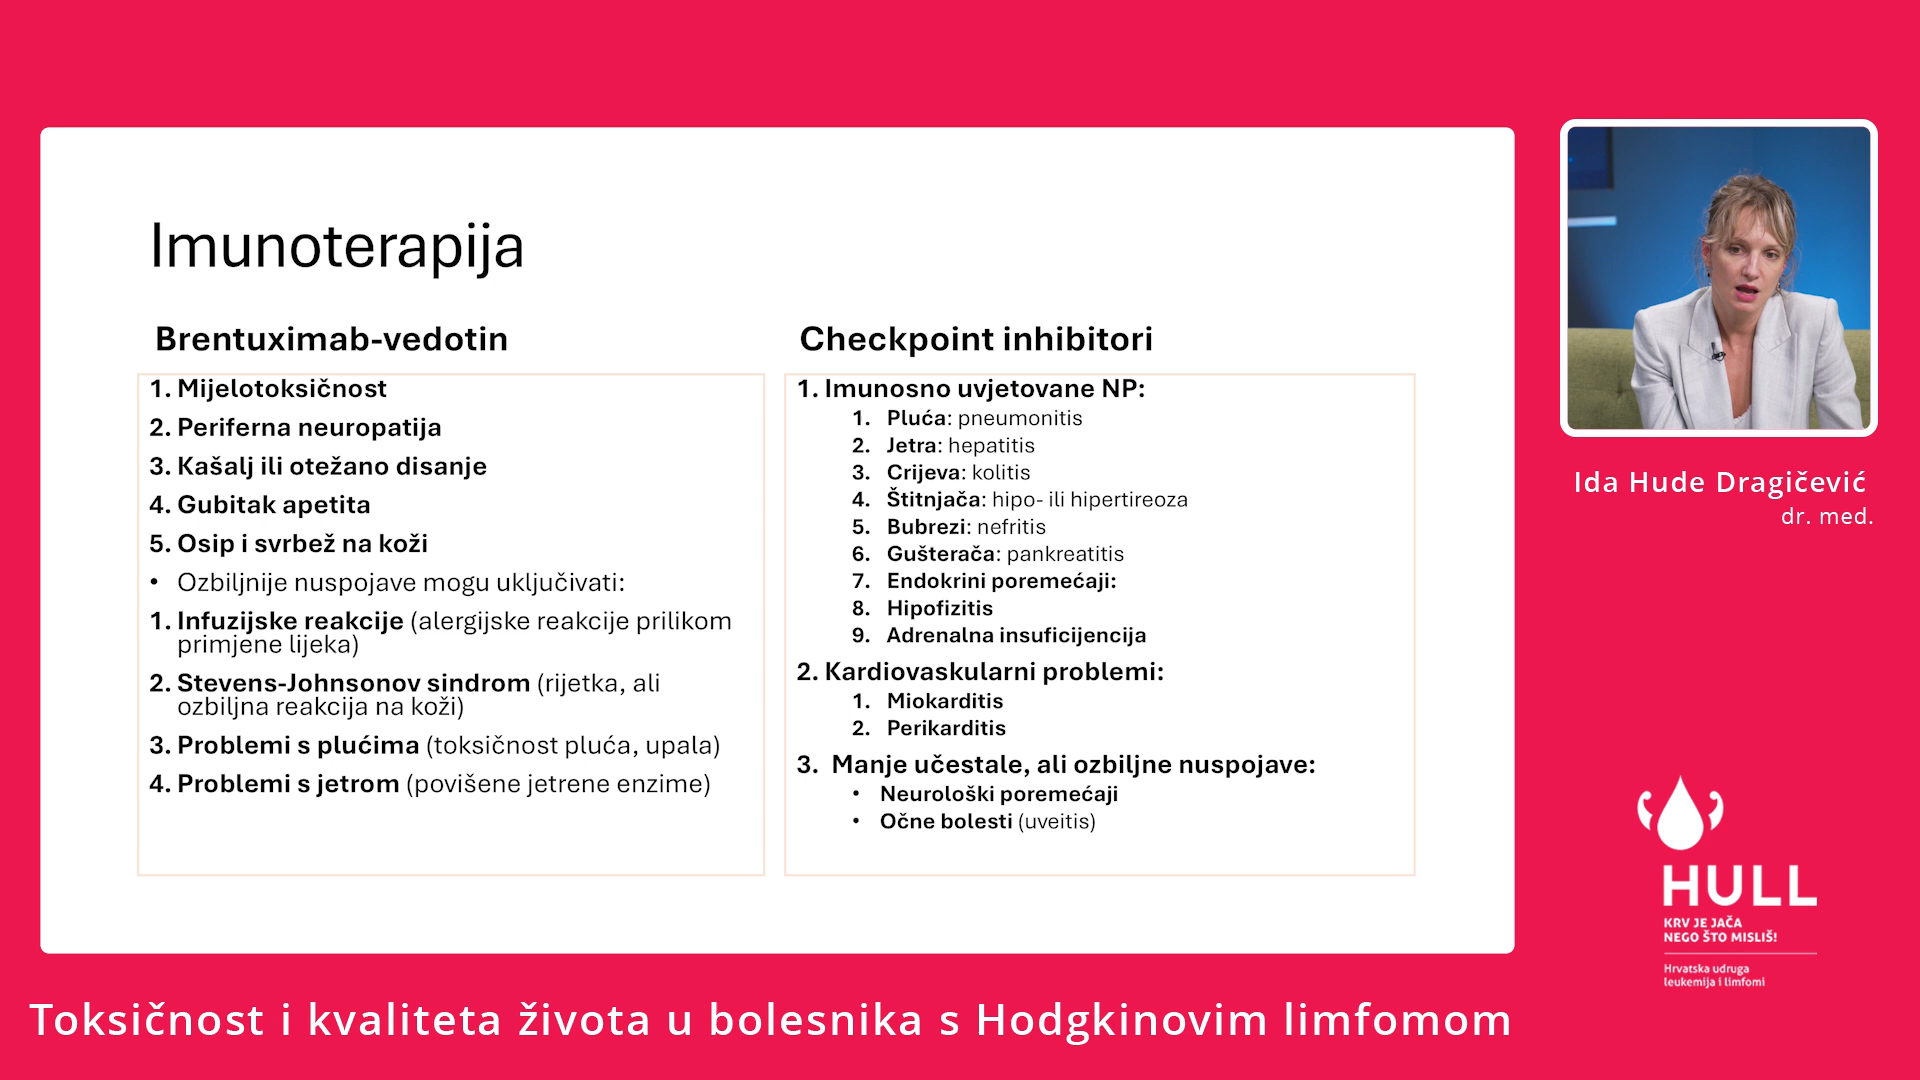 Imunoterapija
Brentuximab-vedotin
1. Mijelotoksičnost
2. Periferna neuropatija
3. Kašalj ili otežano disanje
4. Gubitak apetita
5. Osip i svrbež na koži
• Ozbiljnije nuspojave mogu uključivati:
1. Infuzijske reakcije (alergijske reakcije prilikom
primjene lijeka)
2. Stevens-Johnsonov sindrom (rijetka, ali
ozbiljna reakcija na koži)
3. Problemi s plućima (toksičnost pluća, upala)
4. Problemi s jetrom (povišene jetrene enzime)
Checkpoint inhibitori
1. Imunosno uvjetovane NP:
1. Pluća: pneumonitis
2. Jetra: hepatitis
3. Crijeva: kolitis
4. Štitnjača: hipo- ili hipertireoza
5. Bubrezi: nefritis
6. Gušterača: pankreatitis
7. Endokrini poremećaji:
8. Hipofizitis
9. Adrenalna insuficijencija
2. Kardiovaskularni problemi:
1. Miokarditis
2. Perikarditis
3. Manje učestale, ali ozbiljne nuspojave:
• Neurološki poremećaji
• Očne bolesti (uveitis)
Ida Hude Dragičević
dr. med.
HULL
KRV JE JAČA
NEGO ŠTO MISLIŠ!
Hrvatska udruga
leukemija i limfomi
Toksičnost i kvaliteta života u bolesnika s Hodgkinovim limfomom